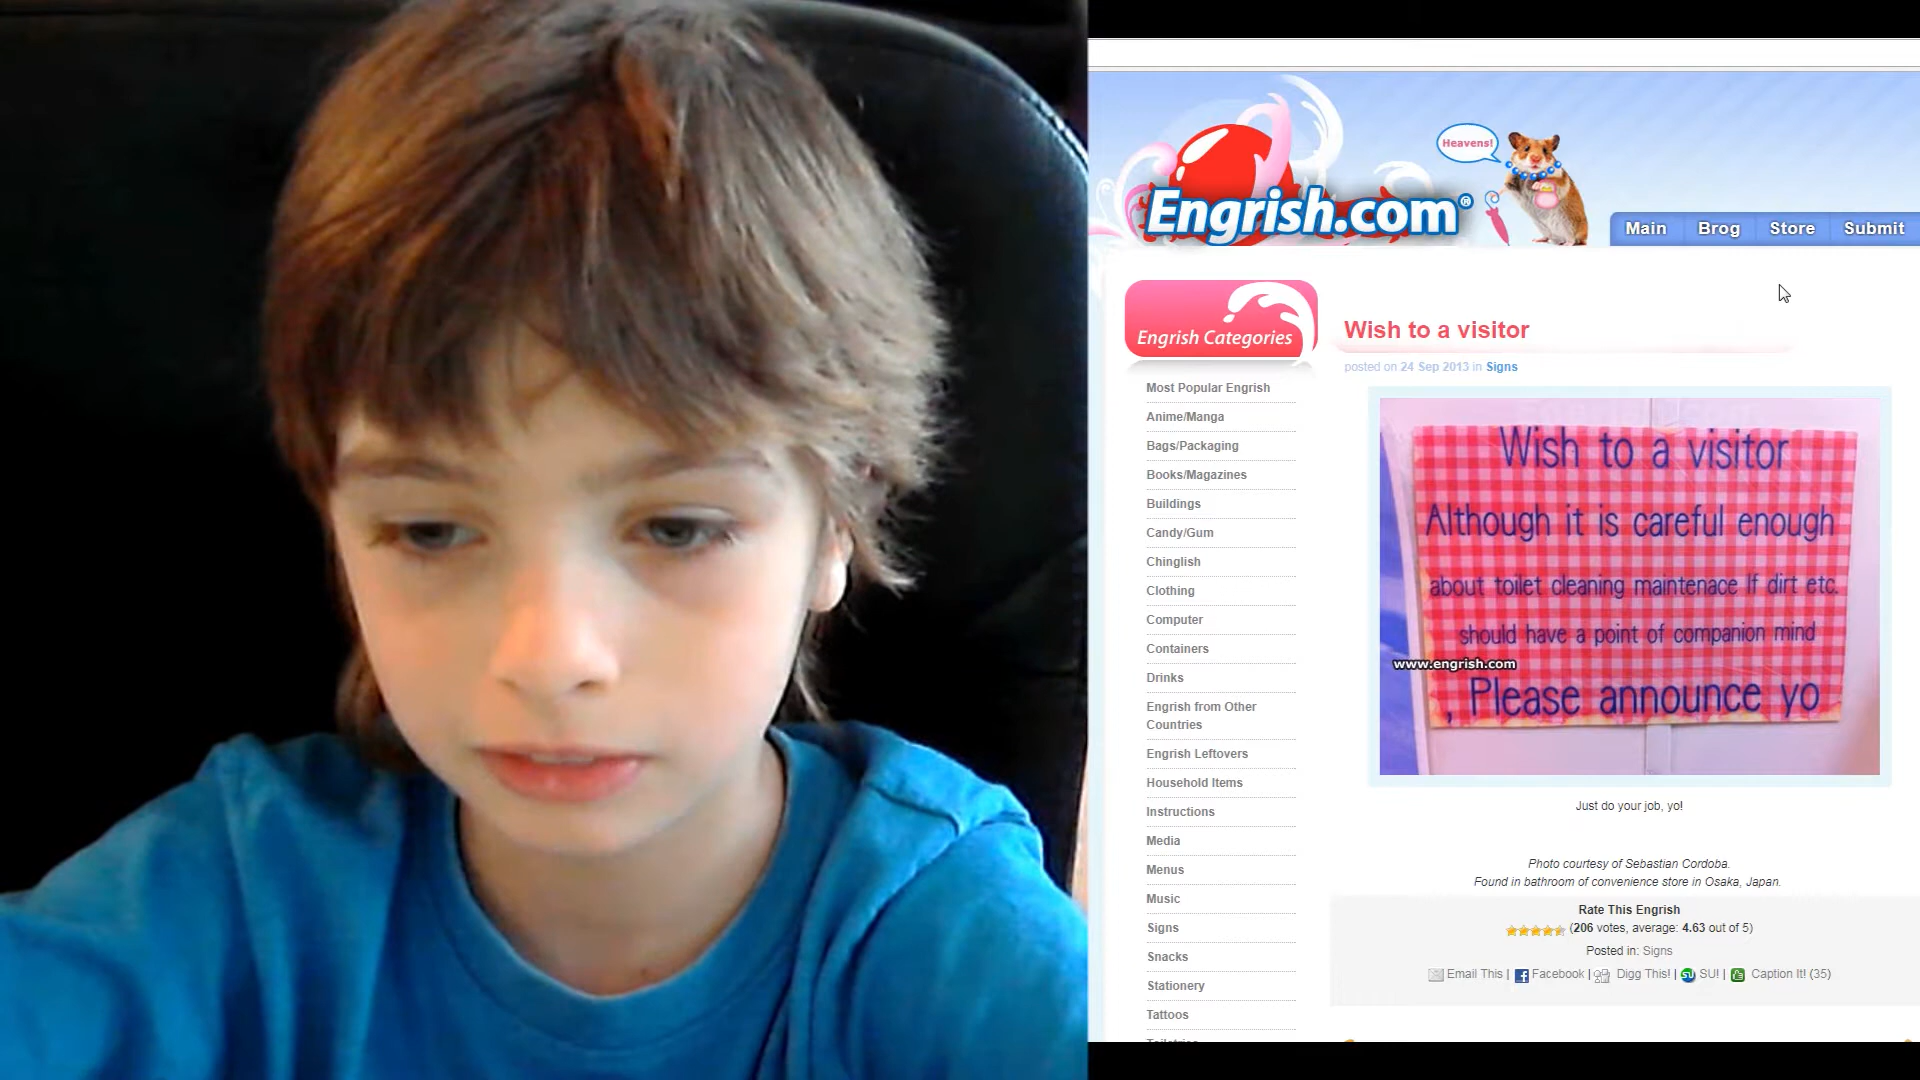 Heavens!
Engrish.com®
Main Brog Store Submit
Engrish Categories
Most Popular Engrish
Anime/Manga
Bags/Packaging
Books/Magazines
Buildings
Candy/Gum
Chinglish
Clothing
Computer
Containers
Drinks
Engrish from Other
Countries
Engrish Leftovers
Household Items
Instructions
Media
Menus
Music
Signs
Snacks
Stationery
Tattoos
Wish to a visitor
posted on 24 Sep 2013 in Signs
Wish to a visitor
Although it is careful enough
about toilet cleaning maintenace If dirt etc.
should have a point of companion mind
www.engrish.com
, Please announce yo
Just do your job, yo!
Photo courtesy of Sebastian Cordoba.
Found in bathroom of convenience store in Osaka, Japan.
Rate This Engrish
(206 votes, average: 4.63 out of 5)
Posted in: Signs
Email This | Facebook | Digg This! | SU! | Caption It! (35)